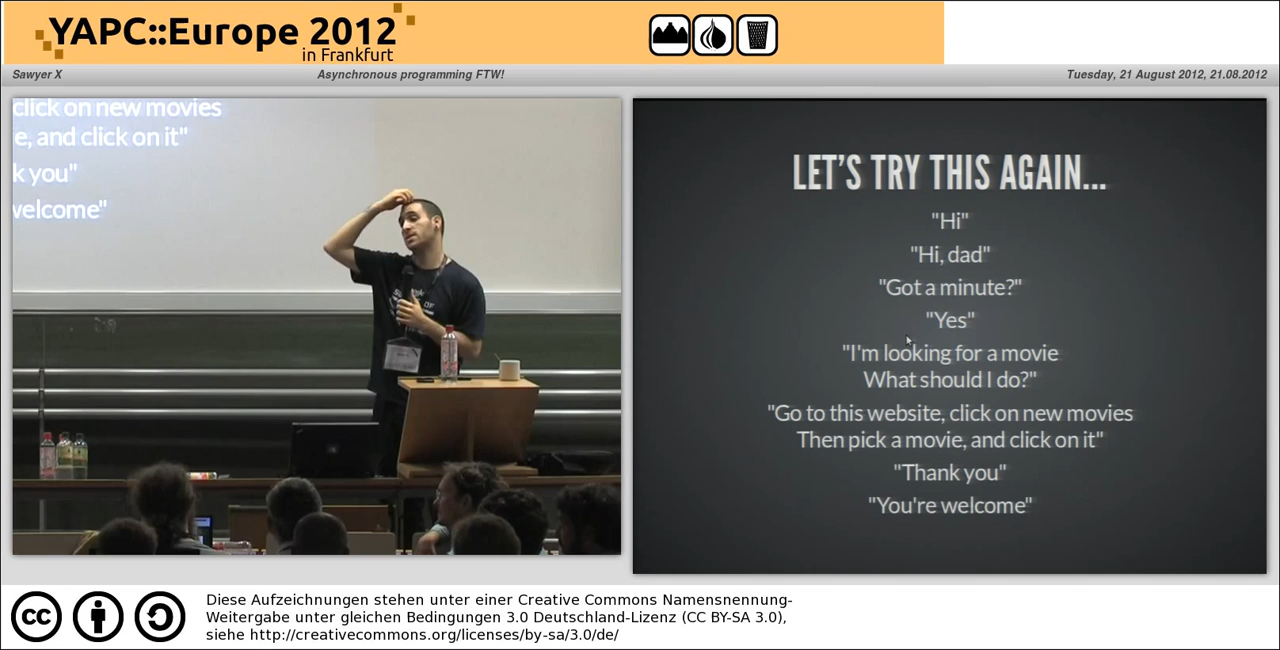 YAPC::Europe 2012
in Frankfurt
Sawyer X
Asynchronous programming FTW!
Tuesday, 21 August 2012, 21.08.2012
click on new movies
e, and click on it"
k you"
welcome"
LET'S TRY THIS AGAIN...
"Hi"
"Hi, dad"
"Got a minute?"
"Yes"
"I'm looking for a movie
What should I do?"
"Go to this website, click on new movies
Then pick a movie, and click on it"
"Thank you"
"You're welcome"
cc
Diese Aufzeichnungen stehen unter einer Creative Commons Namensnennung-
Weitergabe unter gleichen Bedingungen 3.0 Deutschland-Lizenz (CC BY-SA 3.0),
siehe http://creativecommons.org/licenses/by-sa/3.0/de/